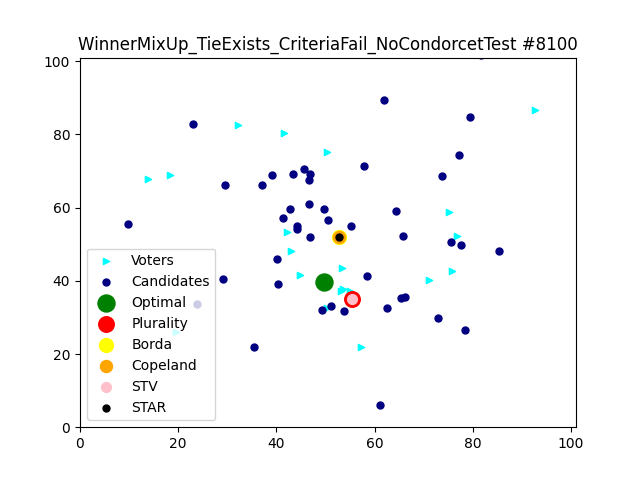 WinnerMixUp_TieExists_CriteriaFail_NoCondorcetTest #8100
100
80
60
40
20
0
Voters
Candidates
Optimal
Plurality
Borda
Copeland
STV
STAR
0 20 40 60 80 100